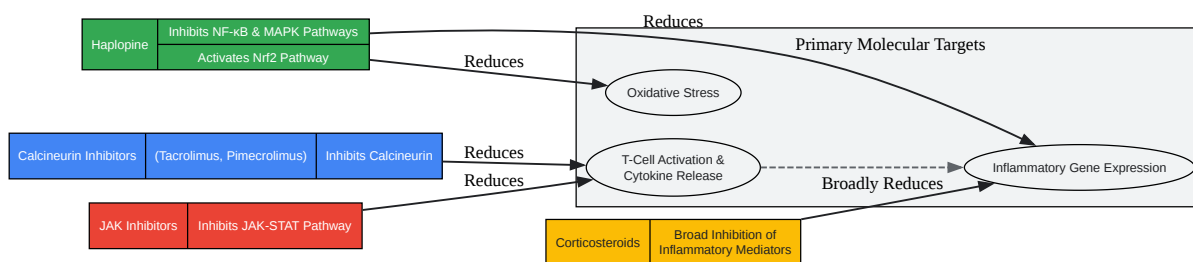 Reduces
Haplopine
Inhibits NF-κB & MAPK Pathways
Activates Nrf2 Pathway
Primary Molecular Targets
Reduces
Oxidative Stress
Calcineurin Inhibitors
(Tacrolimus, Pimecrolimus)
Inhibits Calcineurin
Reduces
T-Cell Activation &
Cytokine Release
Inflammatory Gene Expression
Reduces
Broadly Reduces
JAK Inhibitors
Inhibits JAK-STAT Pathway
Corticosteroids
Broad Inhibition of
Inflammatory Mediators